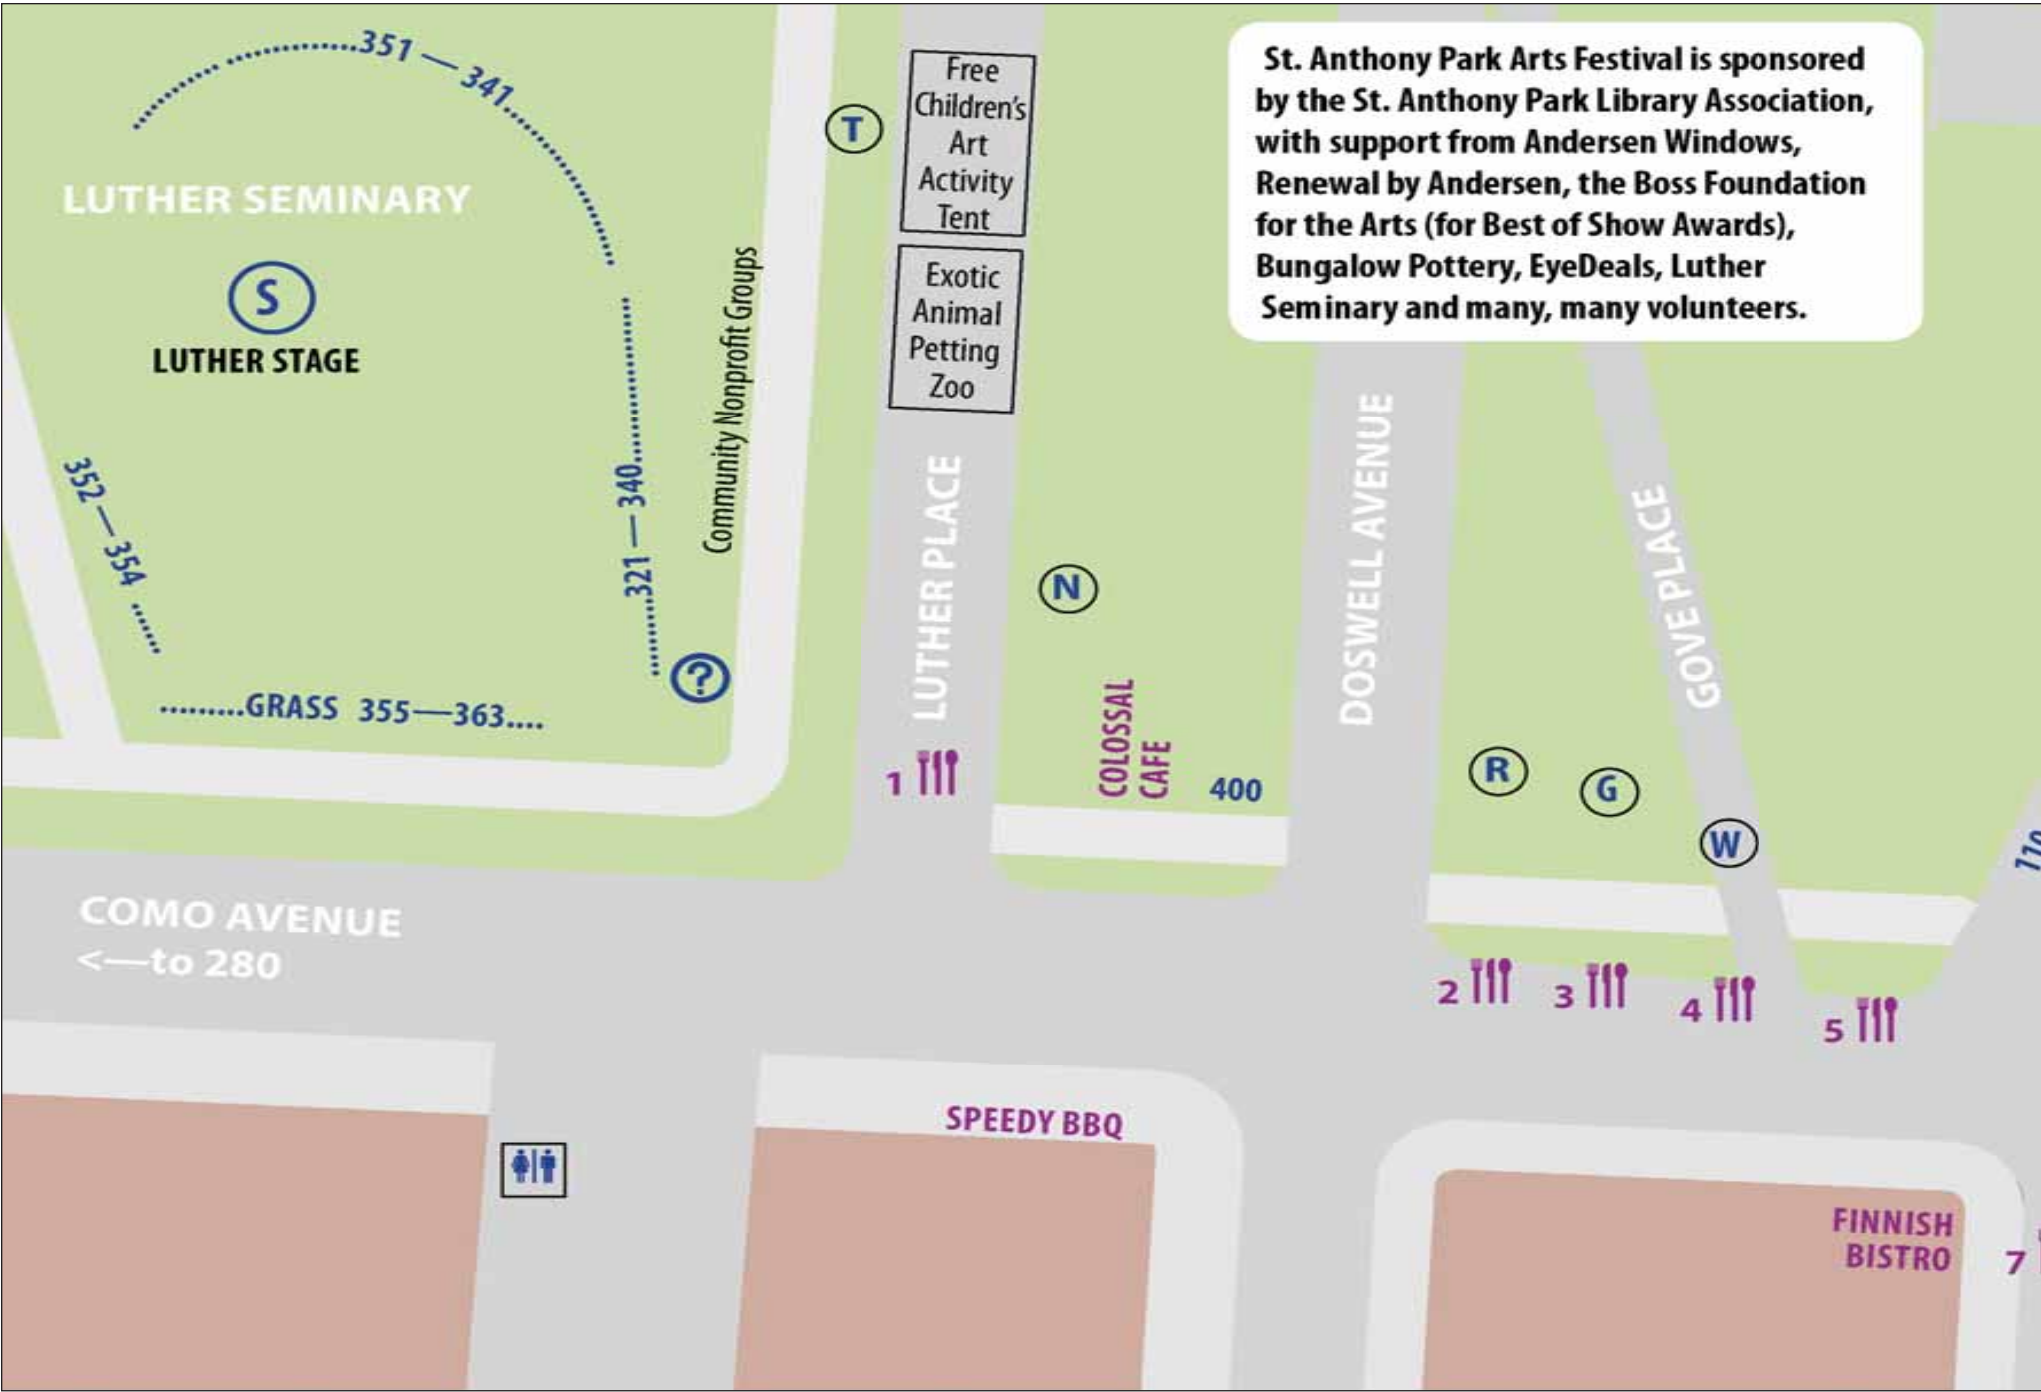 351 — 341
LUTHER SEMINARY
S
LUTHER STAGE
352 — 354
321 — 340
Community Nonprofit Groups
?
GRASS 355—363
T
Free
Children's
Art
Activity
Tent
Exotic
Animal
Petting
Zoo
LUTHER PLACE
St. Anthony Park Arts Festival is sponsored
by the St. Anthony Park Library Association,
with support from Andersen Windows,
Renewal by Andersen, the Boss Foundation
for the Arts (for Best of Show Awards),
Bungalow Pottery, EyeDeals, Luther
Seminary and many, many volunteers.
N
DOSWELL AVENUE
GOVE PLACE
1
COLOSSAL
CAFE
400
R
G
W
COMO AVENUE
<—to 280
2
3
4
5
SPEEDY BBQ
FINNISH
BISTRO
7